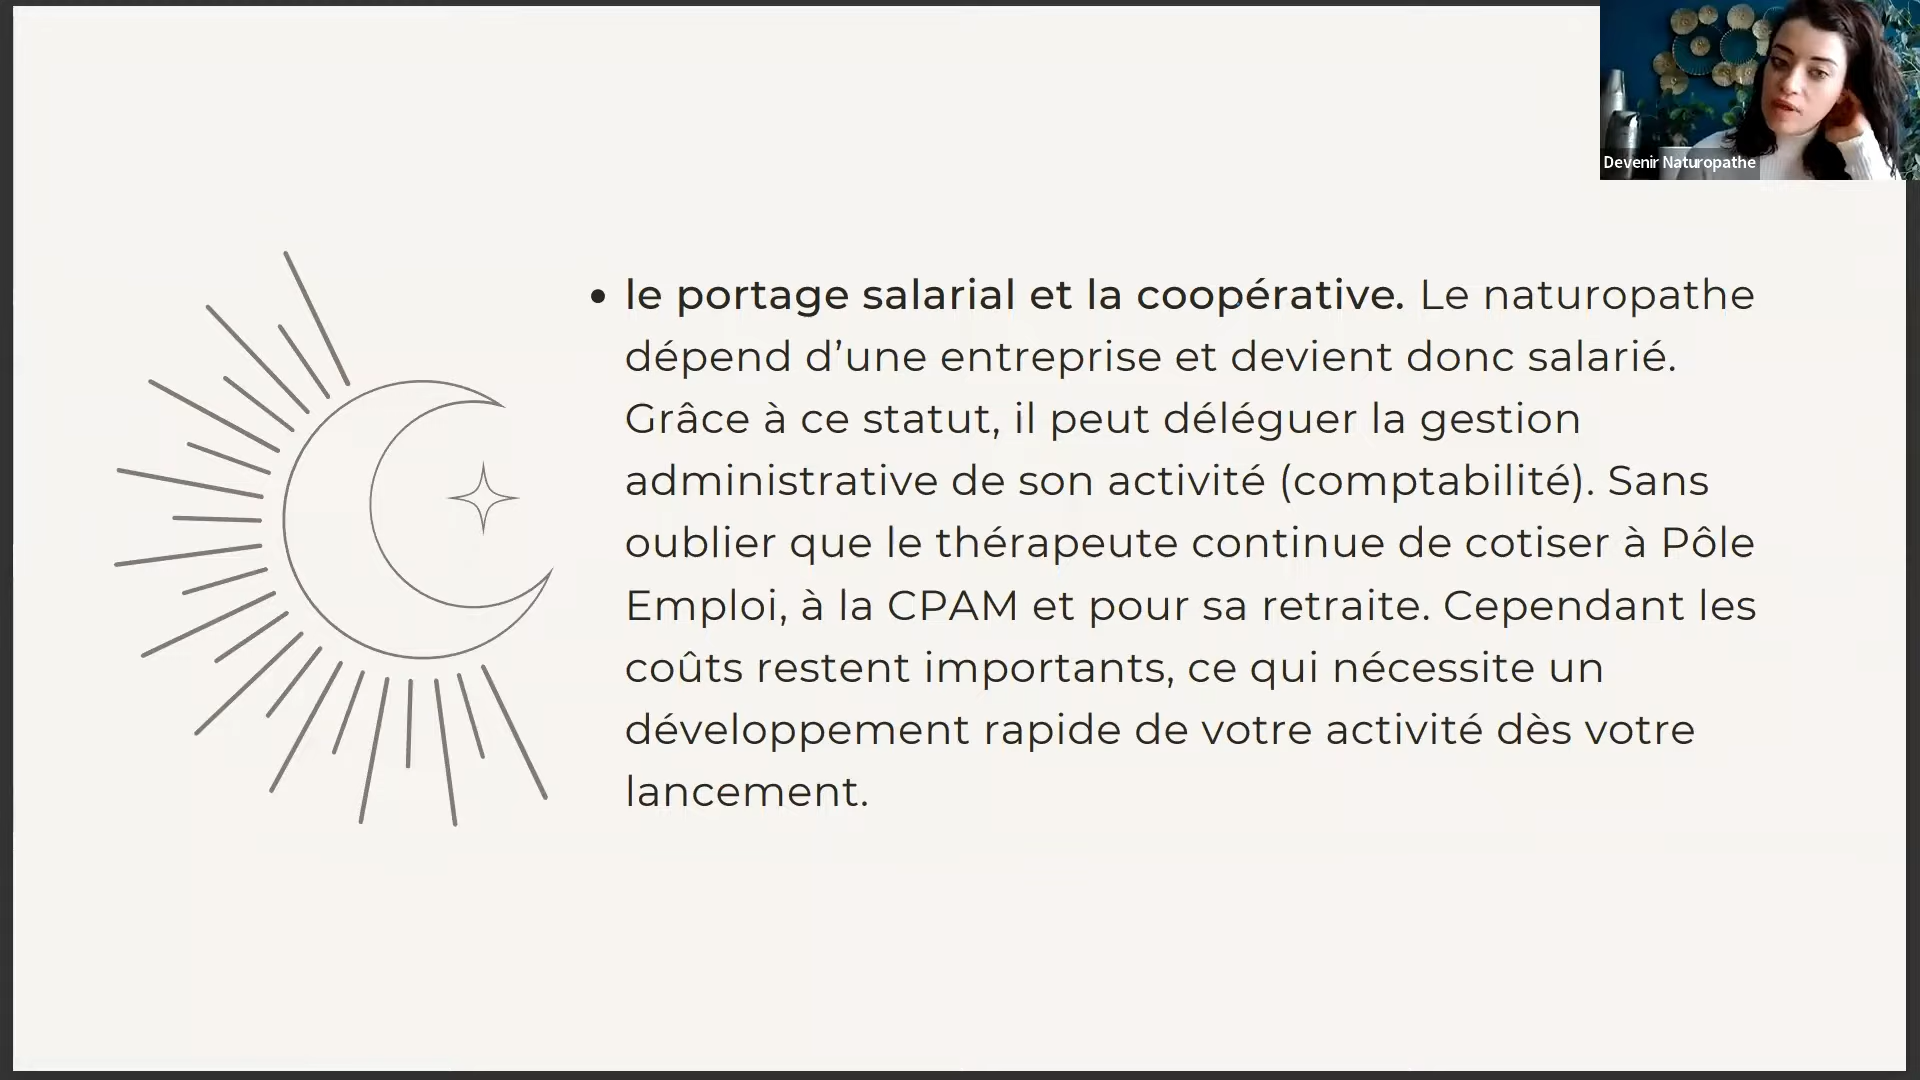 Devenir Naturopathe
• le portage salarial et la coopérative. Le naturopathe
dépend d’une entreprise et devient donc salarié.
Grâce à ce statut, il peut déléguer la gestion
administrative de son activité (comptabilité). Sans
oublier que le thérapeute continue de cotiser à Pôle
Emploi, à la CPAM et pour sa retraite. Cependant les
coûts restent importants, ce qui nécessite un
développement rapide de votre activité dès votre
lancement.